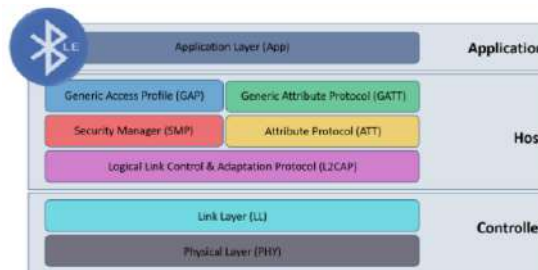 LE
Application Layer (App)
Application
Generic Access Profile (GAP)
Generic Attribute Protocol (GATT)
Security Manager (SMP)
Attribute Protocol (ATT)
Hos
Logical Link Control & Adaptation Protocol (L2CAP)
Link Layer (LL)
Controlle
Physical Layer (PHY)